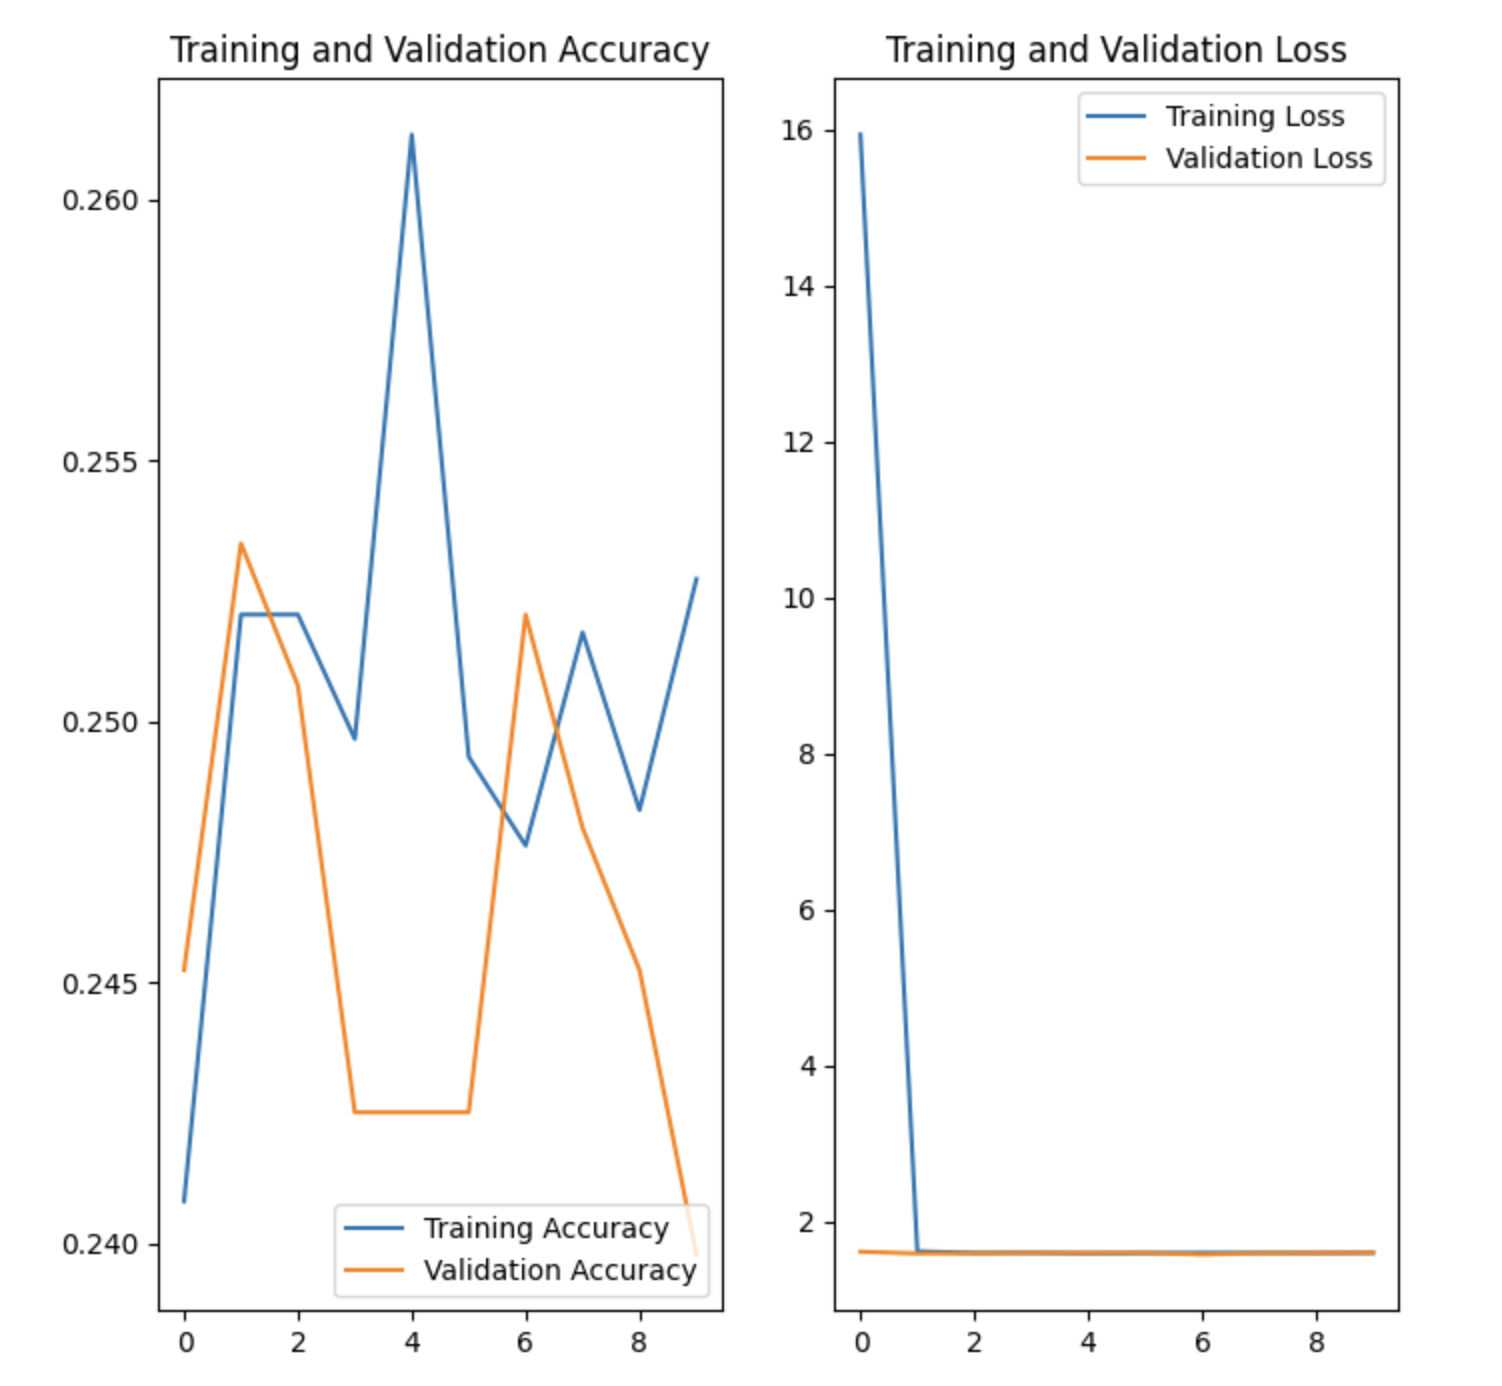 Training and Validation Accuracy
0.260
0.255
0.250
0.245
0.240
Training Accuracy
Validation Accuracy
0 2 4 6 8
Training and Validation Loss
Training Loss
Validation Loss
16
14
12
10
8
6
4
2
0 2 4 6 8